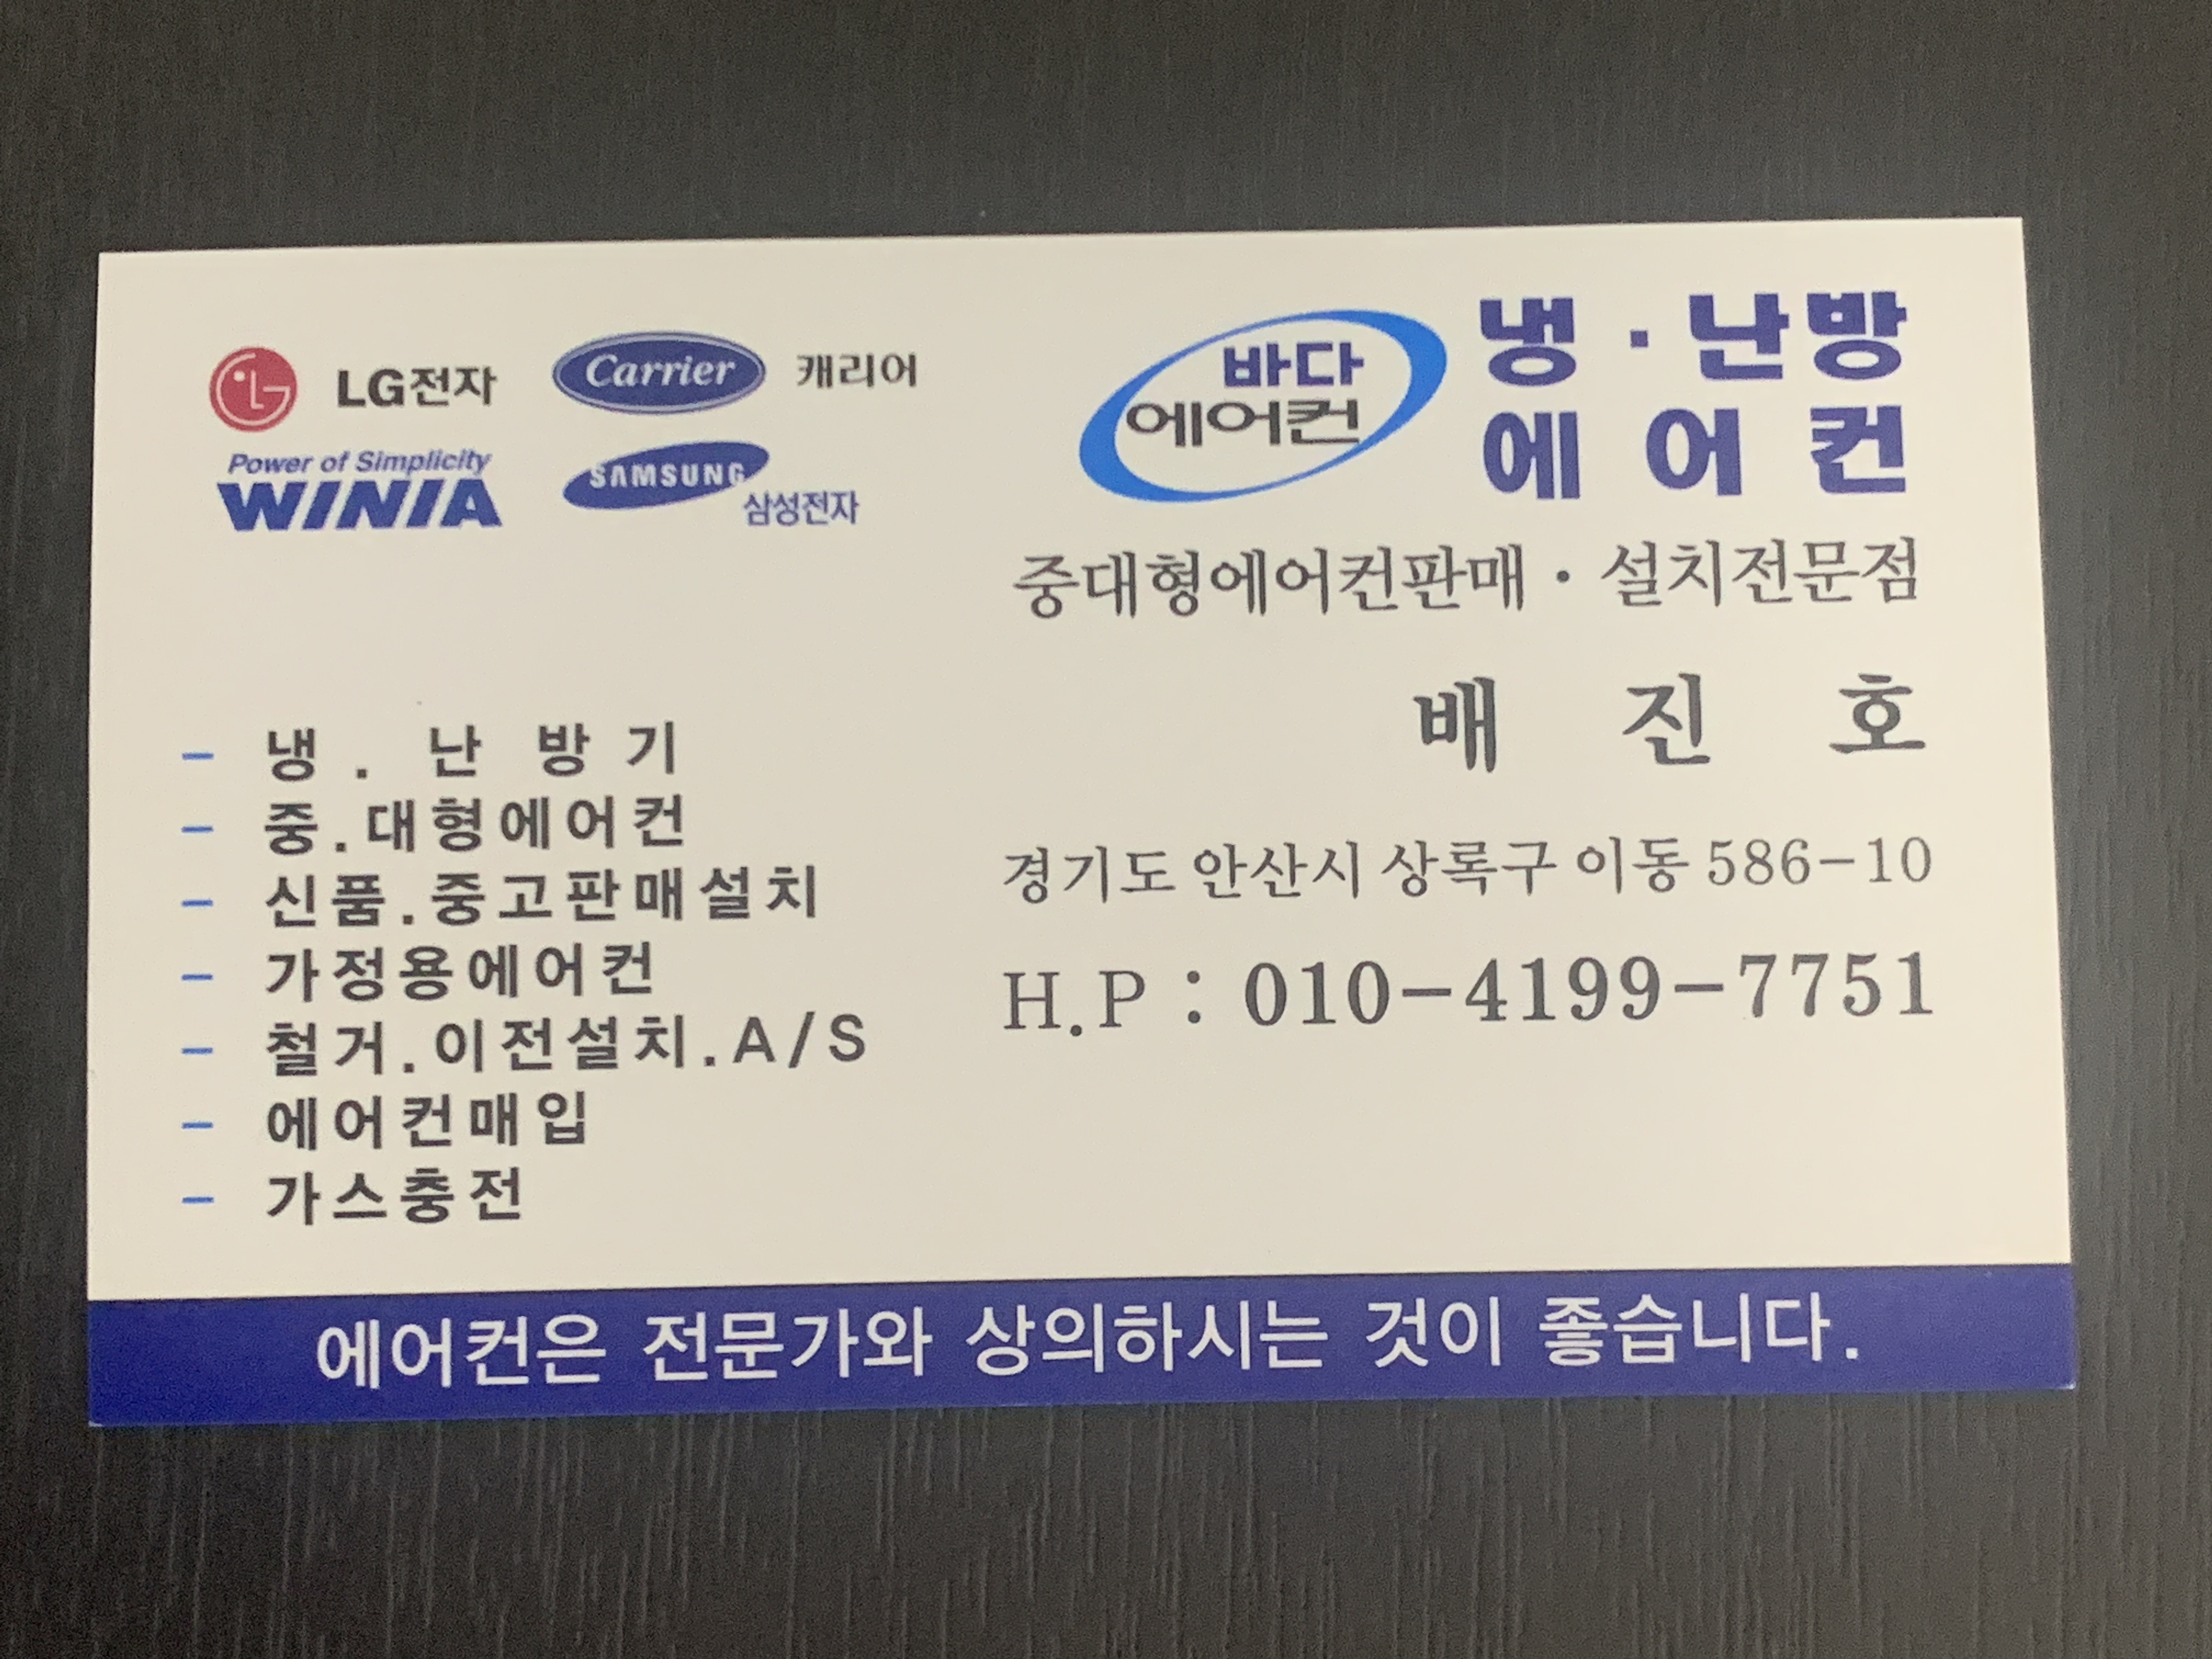 LG전자
Carrier 캐리어
Power of Simplicity
WINIA
SAMSUNG
삼성전자
바다
에어컨
냉 · 난방
에 어 컨
중대형에어컨판매 · 설치전문점
배 진 호
경기도 안산시 상록구 이동 586-10
H.P : 010-4199-7751
- 냉 . 난 방 기
- 중.대형에어컨
- 신품.중고판매설치
- 가정용에어컨
- 철거.이전설치.A/S
- 에어컨매입
- 가스충전
에어컨은 전문가와 상의하시는 것이 좋습니다.